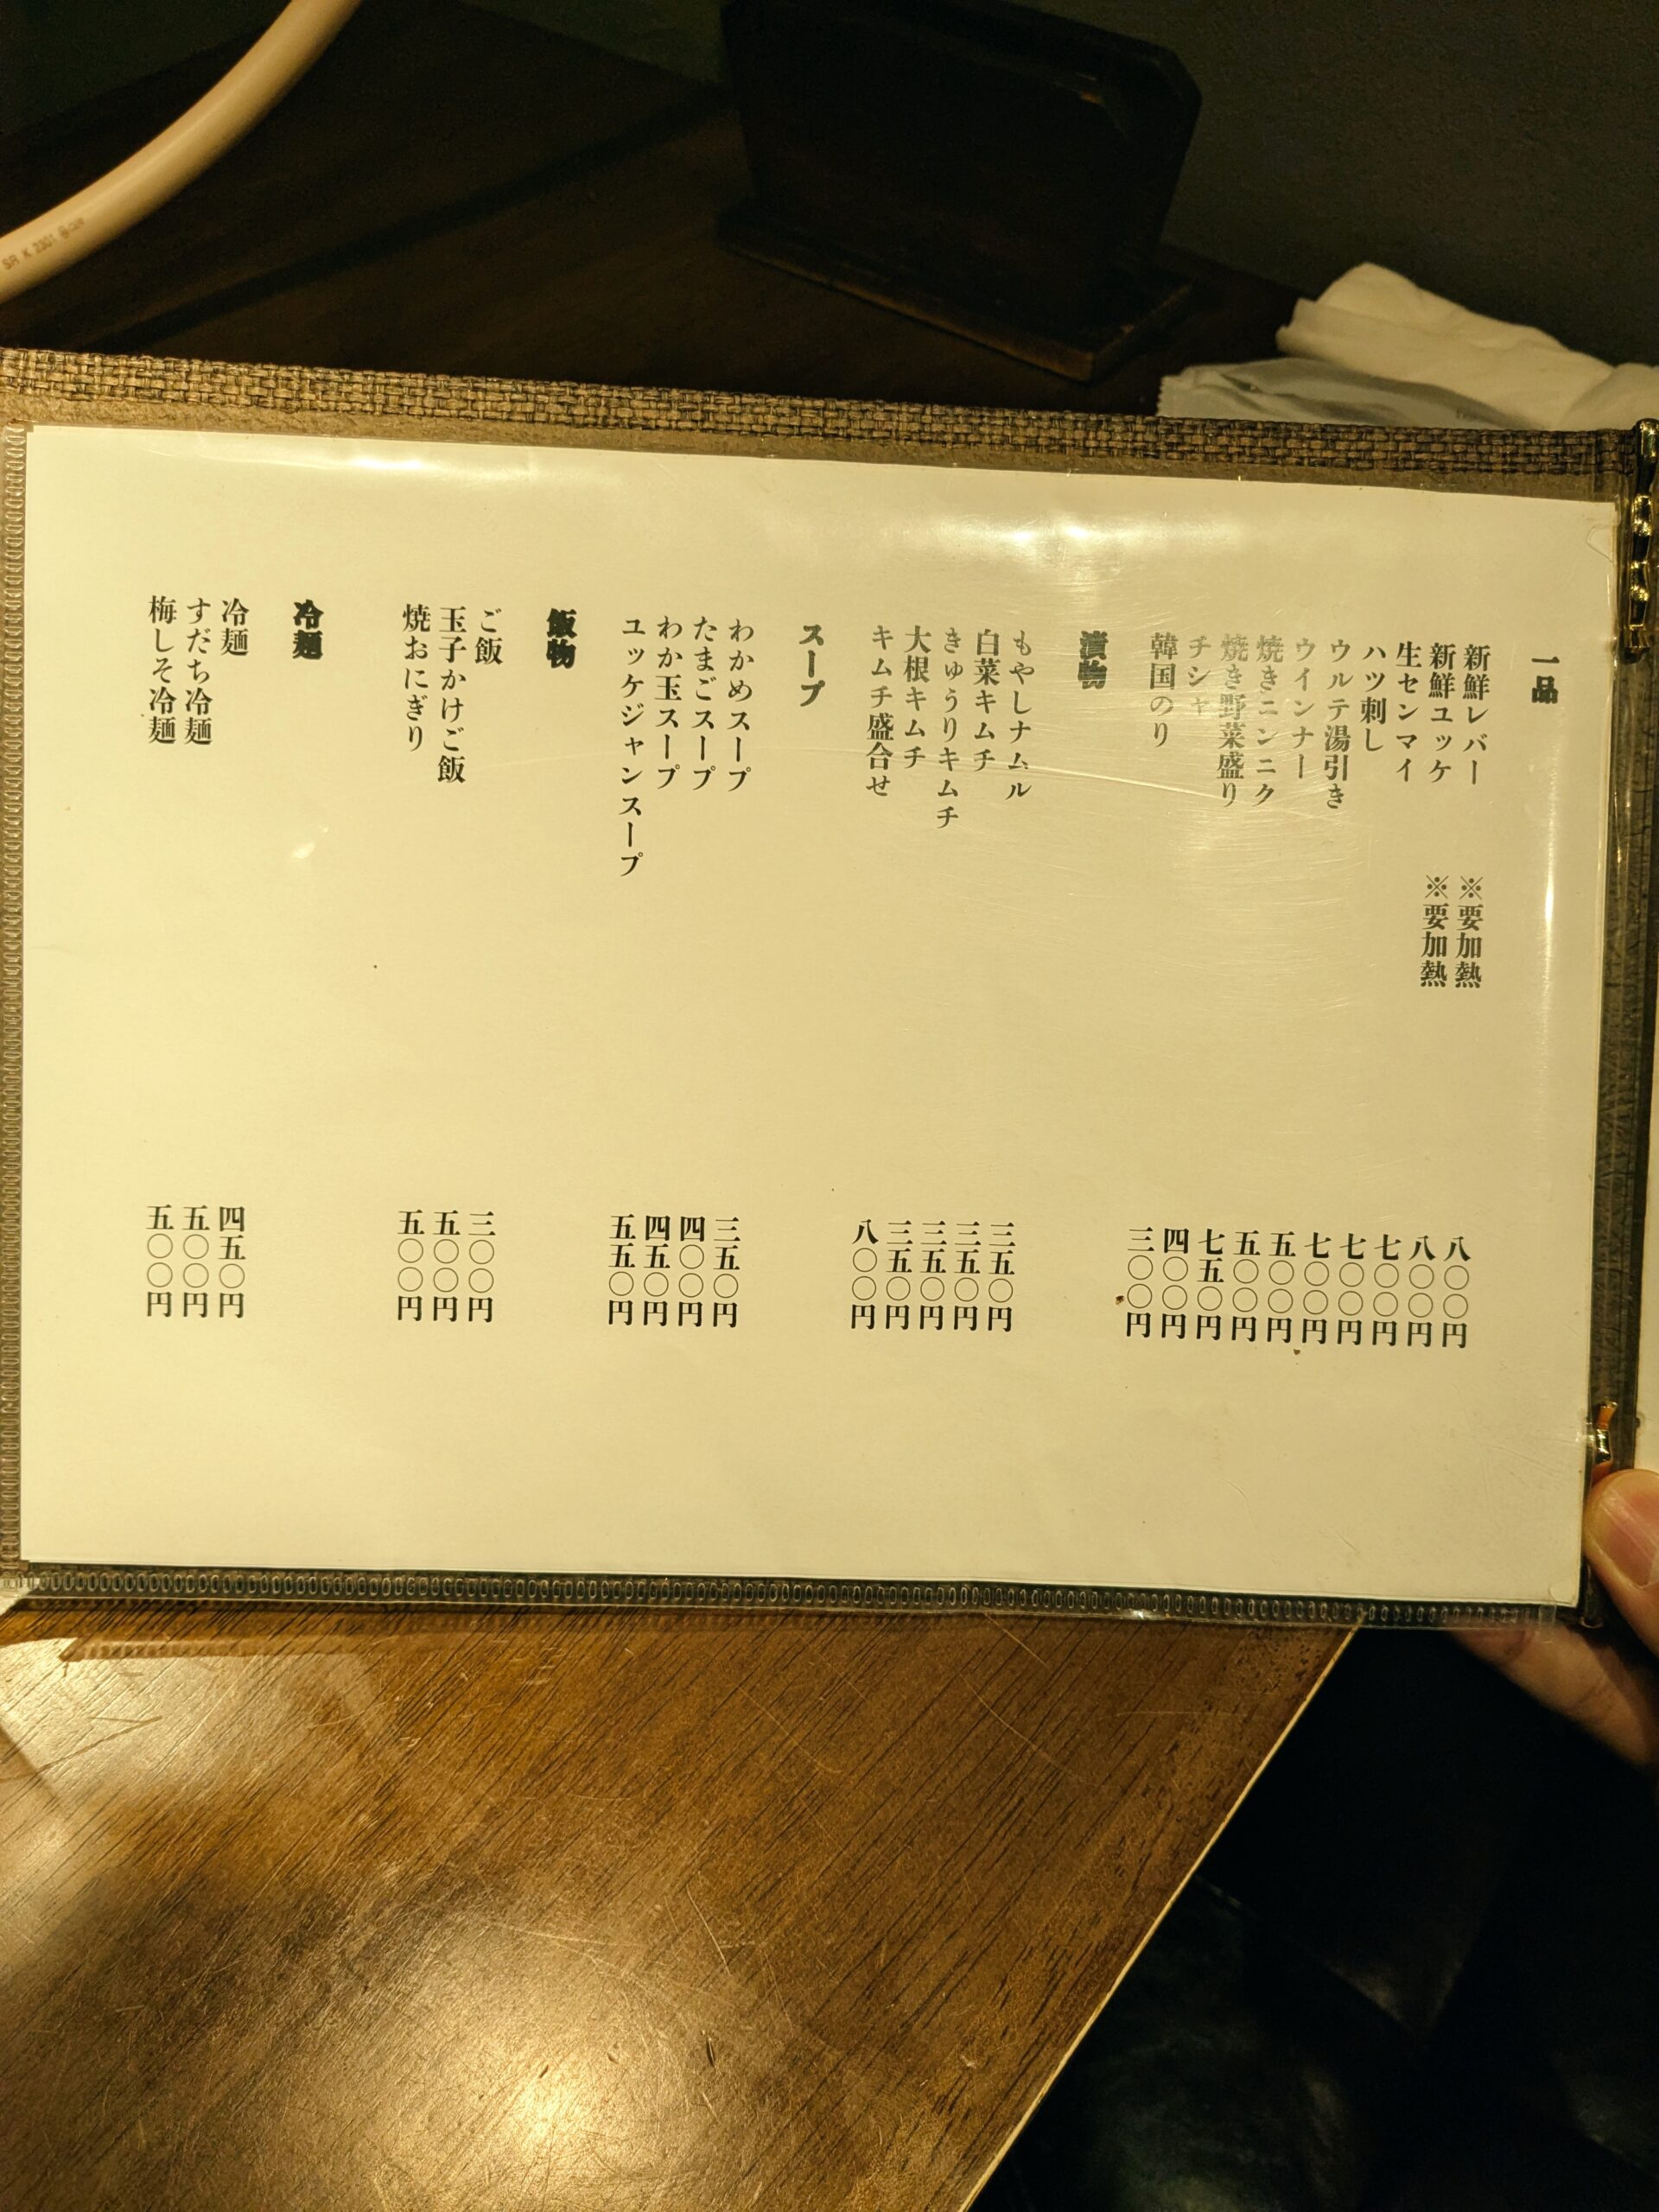 一品
新鮮レバー ※要加熱 八〇〇円
新鮮ユッケ ※要加熱 八〇〇円
生センマイ 七〇〇円
ハツ刺し 七〇〇円
ウルテ湯引き 七〇〇円
ウインナー 五〇〇円
焼きニンニク 五〇〇円
焼き野菜盛り 七五〇円
チシャ 四〇〇円
韓国のり 三〇〇円
漬物
もやしナムル 三五〇円
白菜キムチ 三五〇円
きゅうりキムチ 三五〇円
大根キムチ 三五〇円
キムチ盛合せ 八〇〇円
スープ
わかめスープ 三五〇円
たまごスープ 四〇〇円
わか玉スープ 四五〇円
ユッケジャンスープ 五五〇円
飯物
ご飯 三〇〇円
玉子かけご飯 五〇〇円
焼おにぎり 五〇〇円
冷麺
冷麺 四五〇円
すだち冷麺 五〇〇円
梅しそ冷麺 五〇〇円
SR K 2301